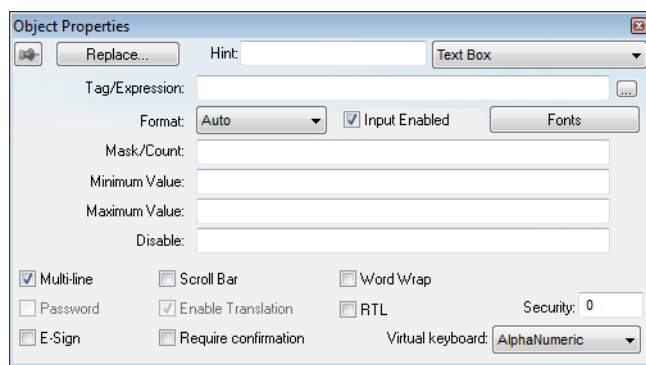 Object Properties
Replace... Hint: Text Box
Tag/Expression: ...
Format: Auto Input Enabled Fonts
Mask/Count:
Minimum Value:
Maximum Value:
Disable:
Multi-line Scroll Bar Word Wrap
Password Enable Translation RTL Security: 0
E-Sign Require confirmation Virtual keyboard: AlphaNumeric